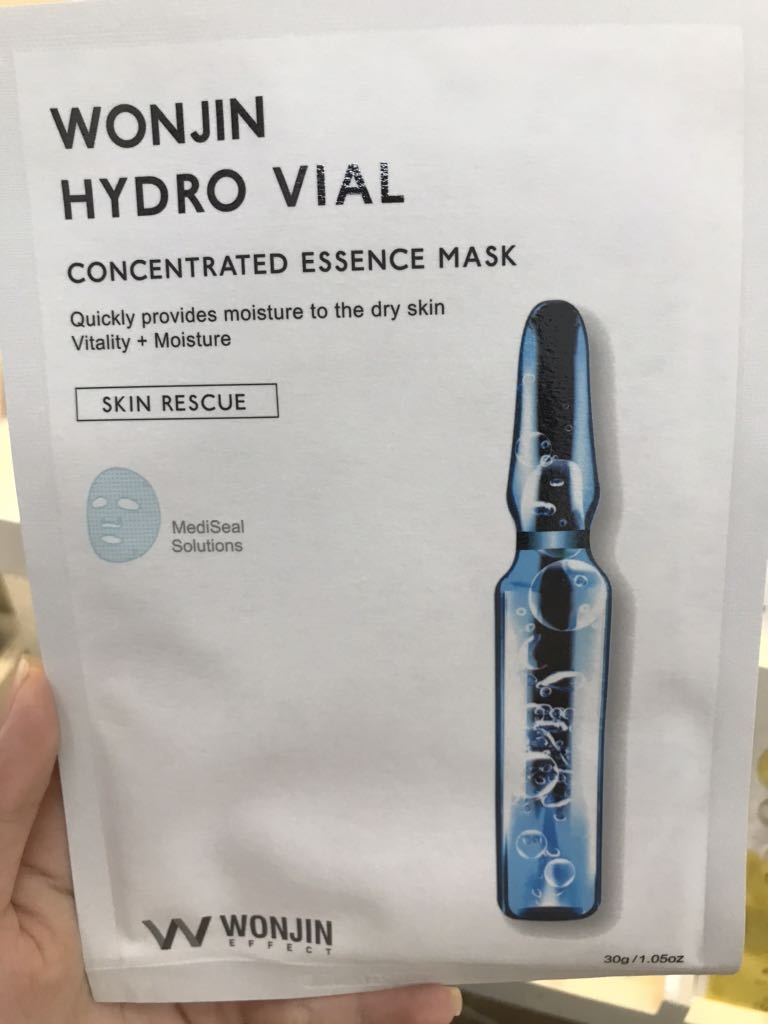 WONJIN
HYDRO VIAL
CONCENTRATED ESSENCE MASK
Quickly provides moisture to the dry skin
Vitality + Moisture
SKIN RESCUE
MediSeal
Solutions
W WONJIN
EFFECT
30g/1.05oz